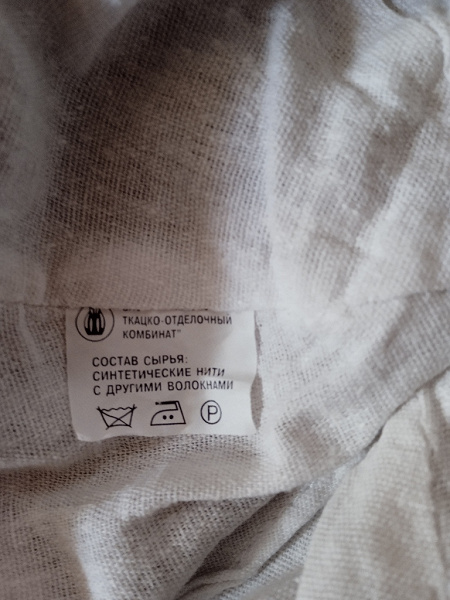 ТКАЦКО-ОТДЕЛОЧНЫЙ
КОМБИНАТ"
СОСТАВ СЫРЬЯ:
СИНТЕТИЧЕСКИЕ НИТИ
С ДРУГИМИ ВОЛОКНАМИ
P